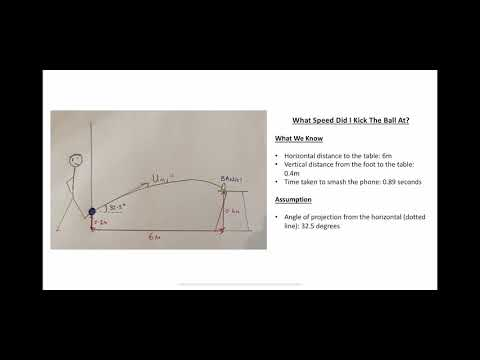 What Speed Did I Kick The Ball At?
What We Know
• Horizontal distance to the table: 6m
• Vertical distance from the foot to the table: 0.4m
• Time taken to smash the phone: 0.89 seconds
Assumption
• Angle of projection from the horizontal (dotted line): 32.5 degrees
U ms⁻¹
BANG!
32.5°
6m